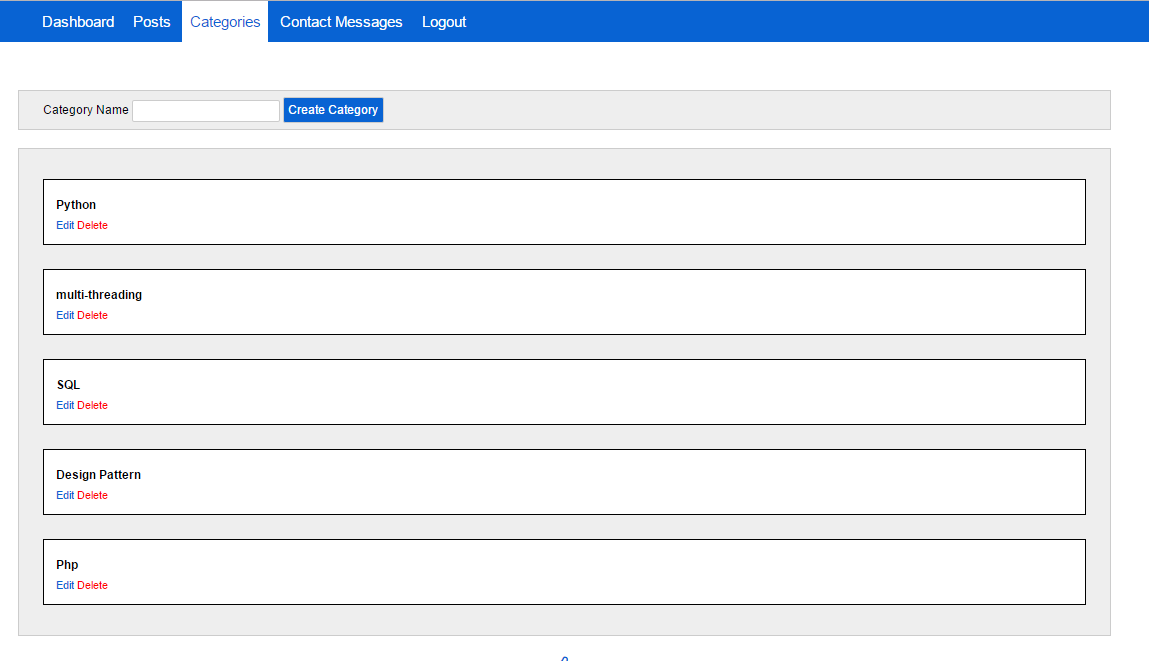 Dashboard Posts Categories Contact Messages Logout
Category Name Create Category
Python
Edit Delete
multi-threading
Edit Delete
SQL
Edit Delete
Design Pattern
Edit Delete
Php
Edit Delete